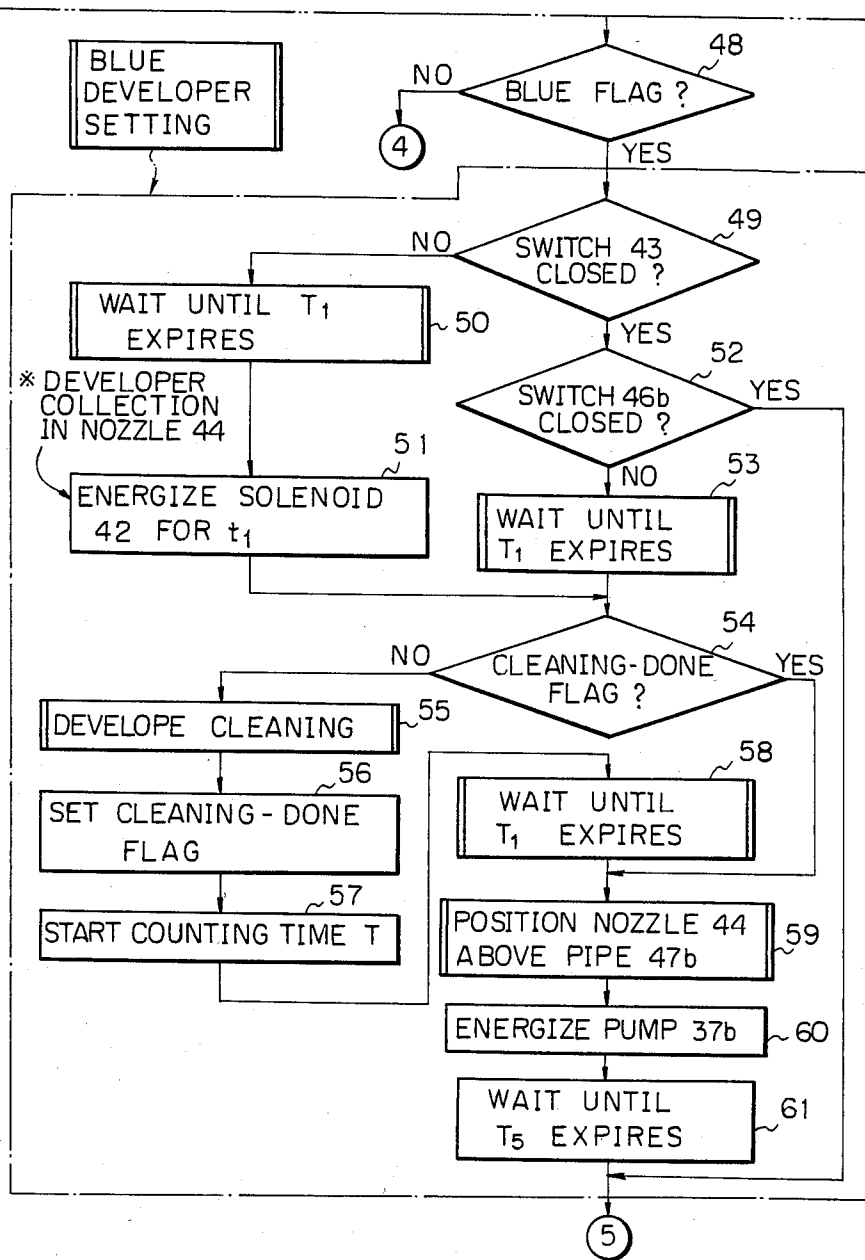 BLUE
DEVELOPER
SETTING
48
BLUE FLAG ?
NO
4
YES
49
SWITCH 43
CLOSED ?
NO
WAIT UNTIL T1
EXPIRES
50
YES
52
SWITCH 46b
CLOSED ?
YES
※ DEVELOPER
COLLECTION
IN NOZZLE 44
51
ENERGIZE SOLENOID
42 FOR t1
NO
53
WAIT UNTIL
T1 EXPIRES
54
CLEANING-DONE
FLAG ?
NO
YES
DEVELOPE CLEANING
55
56
SET CLEANING-DONE
FLAG
57
START COUNTING TIME T
58
WAIT UNTIL
T1 EXPIRES
POSITION NOZZLE 44
ABOVE PIPE 47b
59
ENERGIZE PUMP 37b
60
WAIT UNTIL
T5 EXPIRES
61
5